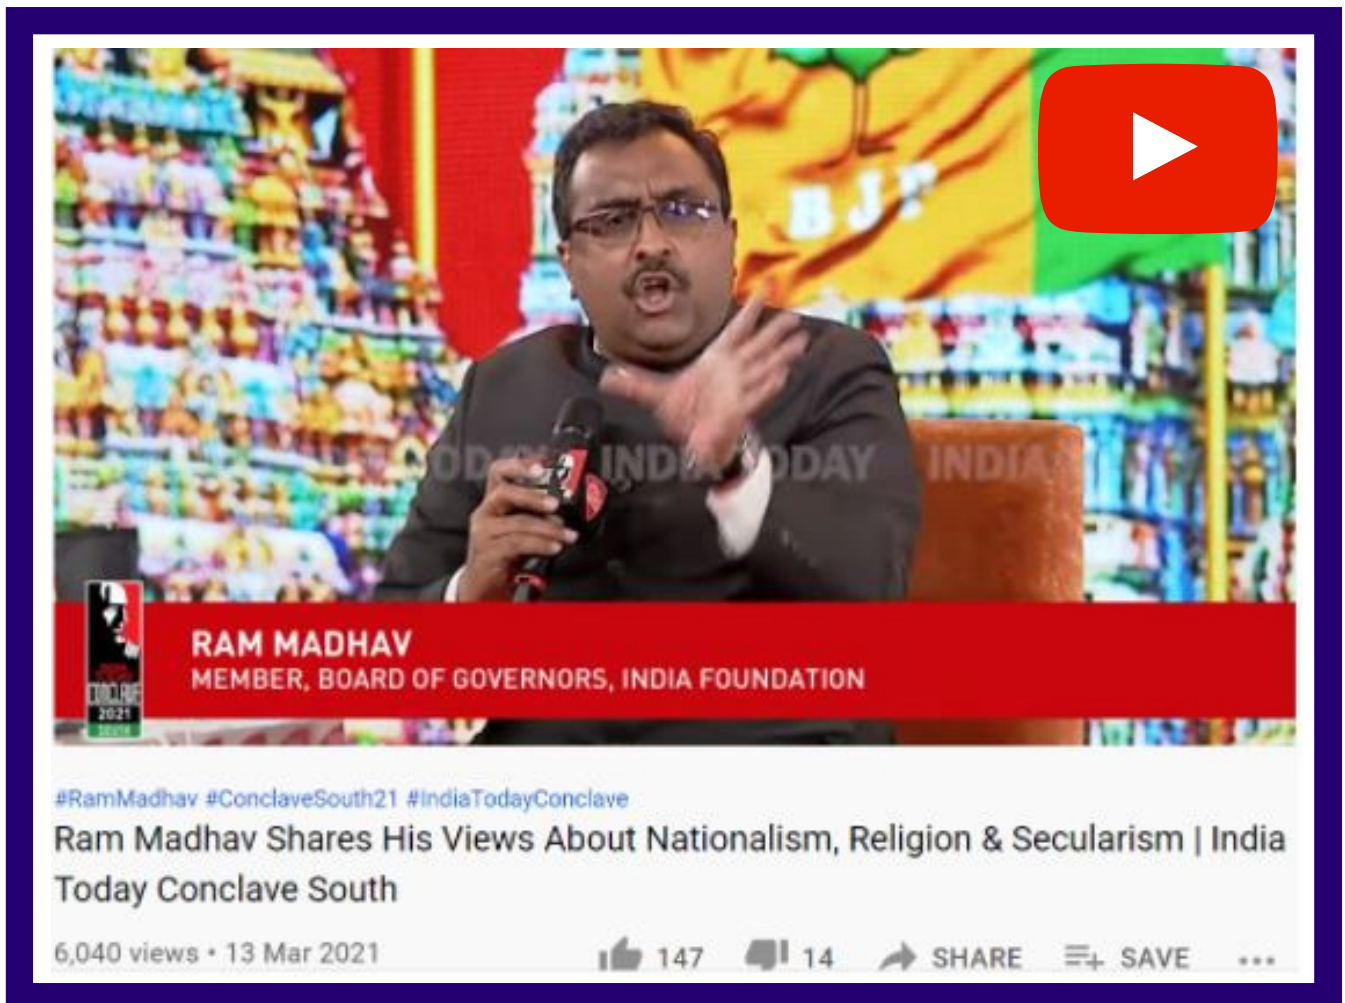 BJP
INDIA TODAY INDIA
RAM MADHAV
MEMBER, BOARD OF GOVERNORS, INDIA FOUNDATION
CONCLAVE
2021
SOUTH
#RamMadhav #ConclaveSouth21 #IndiaTodayConclave
Ram Madhav Shares His Views About Nationalism, Religion & Secularism | India
Today Conclave South
6,040 views • 13 Mar 2021 147 14 SHARE SAVE ...